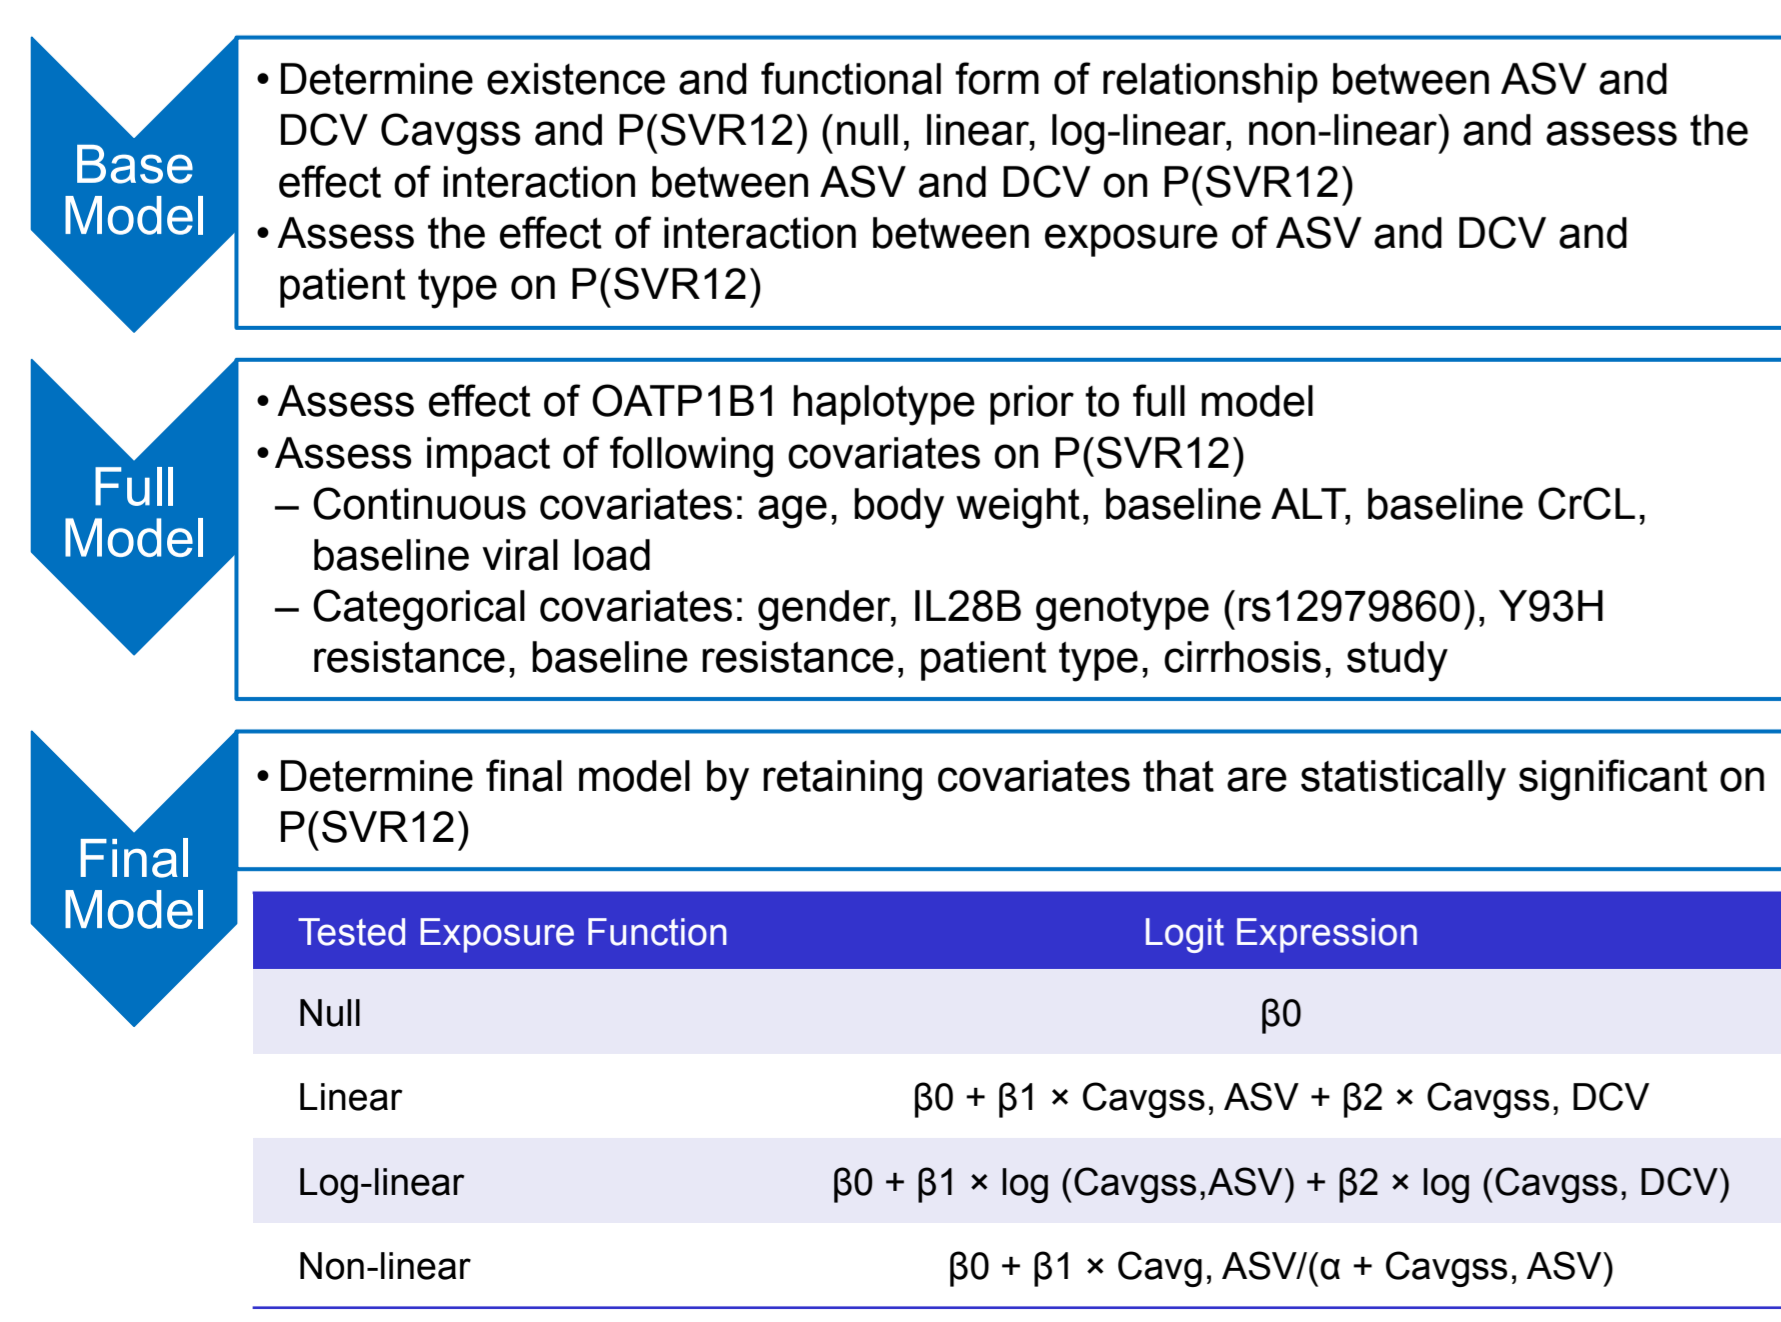 Base
Model
• Determine existence and functional form of relationship between ASV and
DCV Cavgss and P(SVR12) (null, linear, log-linear, non-linear) and assess the
effect of interaction between ASV and DCV on P(SVR12)
• Assess the effect of interaction between exposure of ASV and DCV and
patient type on P(SVR12)
Full
Model
• Assess effect of OATP1B1 haplotype prior to full model
• Assess impact of following covariates on P(SVR12)
– Continuous covariates: age, body weight, baseline ALT, baseline CrCL,
baseline viral load
– Categorical covariates: gender, IL28B genotype (rs12979860), Y93H
resistance, baseline resistance, patient type, cirrhosis, study
Final
Model
• Determine final model by retaining covariates that are statistically significant on
P(SVR12)
Tested Exposure Function Logit Expression
Null β0
Linear β0 + β1 × Cavgss, ASV + β2 × Cavgss, DCV
Log-linear β0 + β1 × log (Cavgss,ASV) + β2 × log (Cavgss, DCV)
Non-linear β0 + β1 × Cavg, ASV/(α + Cavgss, ASV)